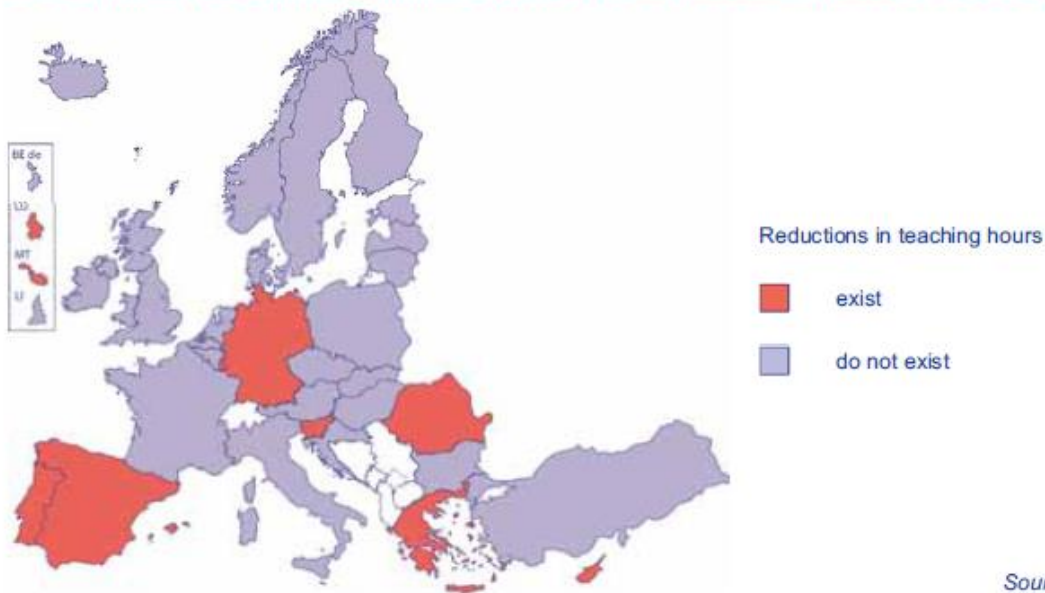 BE de
LU
MT
LI
Reductions in teaching hours
exist
do not exist